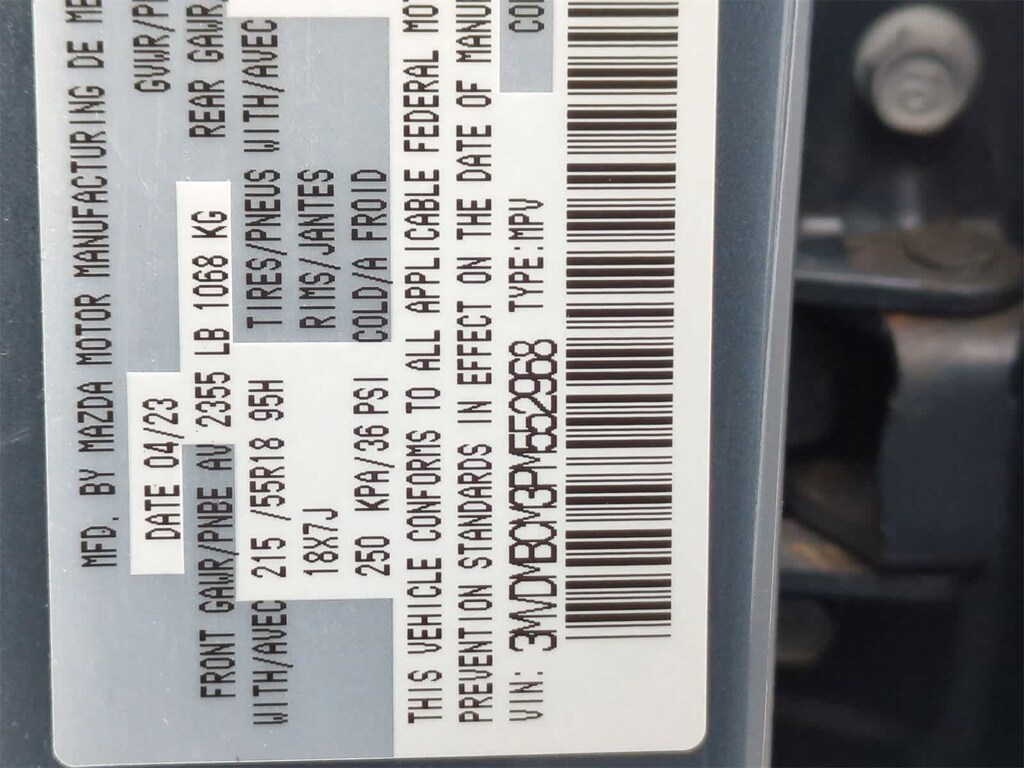 MFD. BY MAZDA MOTOR MANUFACTURING DE ME
DATE 04/23 GVWR/P
FRONT GAWR/PNBE AV 2355 LB 1068 KG REAR GAWR,
WITH/AVEC 215 /55R18 95H TIRES/PNEUS WITH/AVEC
18X7J RIMS/JANTES
250 KPA/36 PSI COLD/A FROID
THIS VEHICLE CONFORMS TO ALL APPLICABLE FEDERAL MOT
PREVENTION STANDARDS IN EFFECT ON THE DATE OF MANU
VIN: 3MVDMBCM3PM552968 TYPE:MPV